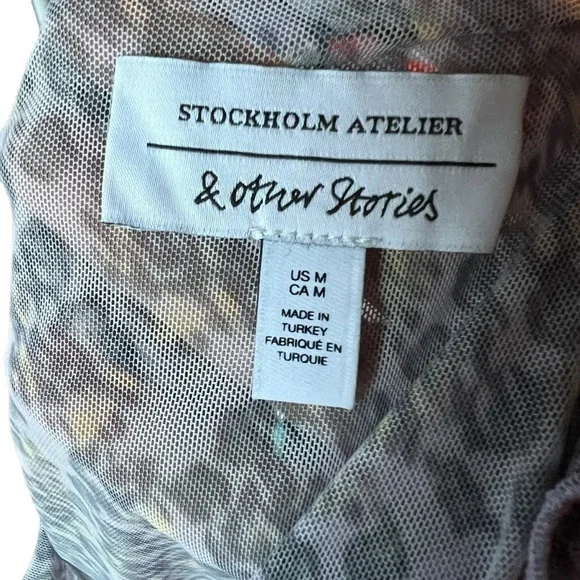 STOCKHOLM ATELIER
& other Stories
US M
CA M
MADE IN
TURKEY
FABRIQUÉ EN
TURQUIE